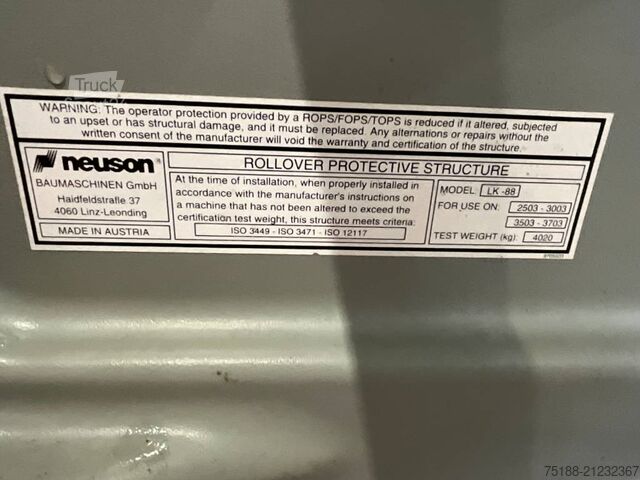 Truck
WARNING: The operator protection provided by a ROPS/FOPS/TOPS is reduced if it altered, subjected
to an upset or has structural damage, and it must be replaced. Any alternations or repairs without the
written consent of the manufacturer will void the warranty and certification of the structure.
neuson®
BAUMASCHINEN GmbH
Haidfeldstraße 37
4060 Linz-Leonding
MADE IN AUSTRIA
ROLLOVER PROTECTIVE STRUCTURE
At the time of installation, when properly installed in
accordance with the manufacturer's instructions on
a machine that has not been altered to exceed the
certification test weight, this structure meets criteria:
ISO 3449 - ISO 3471 - ISO 12117
MODEL LK -88
FOR USE ON: 2503 - 3003
3503 - 3703
TEST WEIGHT (kg): 4020
75188-21232367